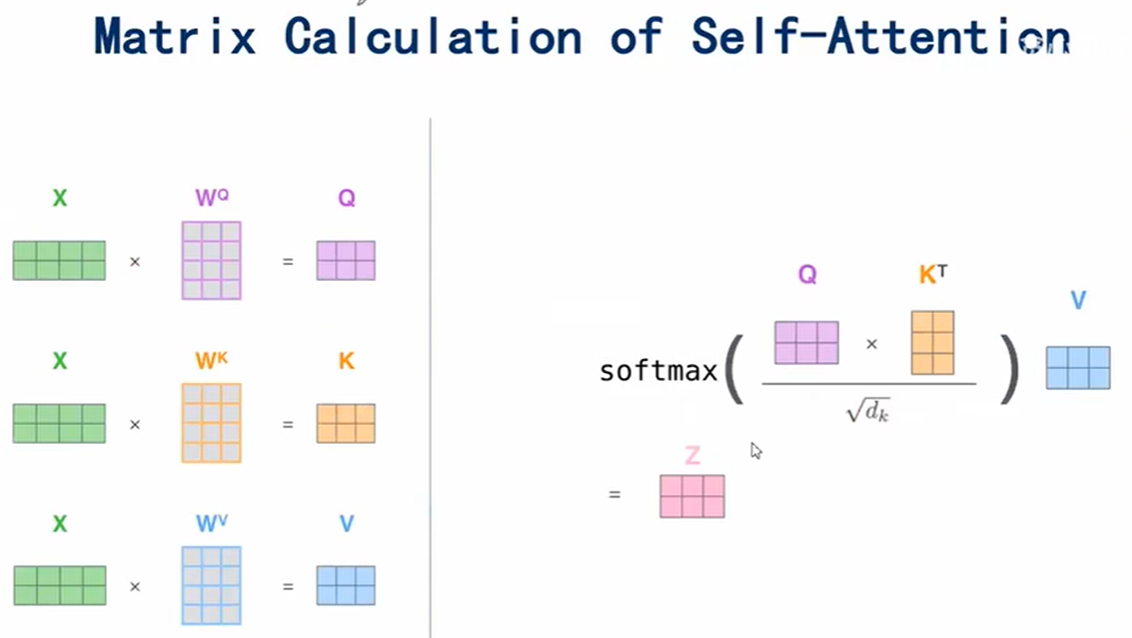 Matrix Calculation of Self-Attention
X W^Q Q
× =
X W^K K
× =
X W^V V
× =
Q K^T V
softmax ( × )
√d_k
Z
=